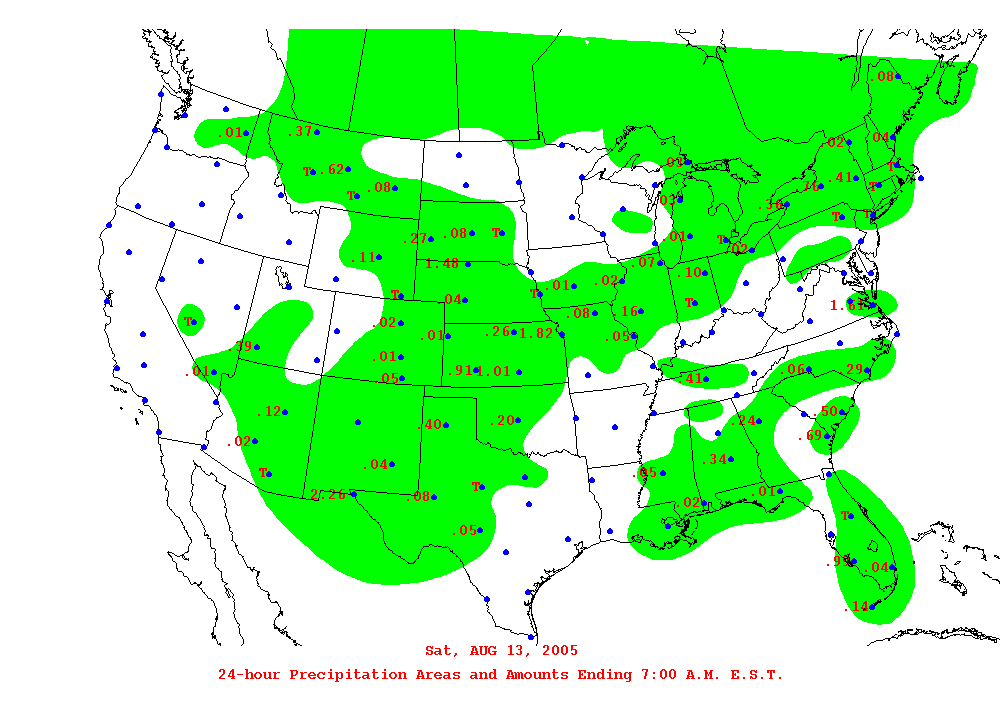 .08
.01 .37 .02 .04
T .62 .01 T
T .08 .03 .76 .41 T
.36 T T
.27 .08 T .01 T .02
.11 1.48 .07 .10
T .04 T .01 .02 T 1.81
T .02 .08 .16
.39 .01 .01 .26 1.82 .05
.01 .05 .91 1.01 .41 .06 .29
.12 .40 .20 .24 .50
.02 .04 .34 .69
T 2.26 .08 T .05 .02 .01
.05 T
.99 .04
.14
Sat, AUG 13, 2005
24-hour Precipitation Areas and Amounts Ending 7:00 A.M. E.S.T.